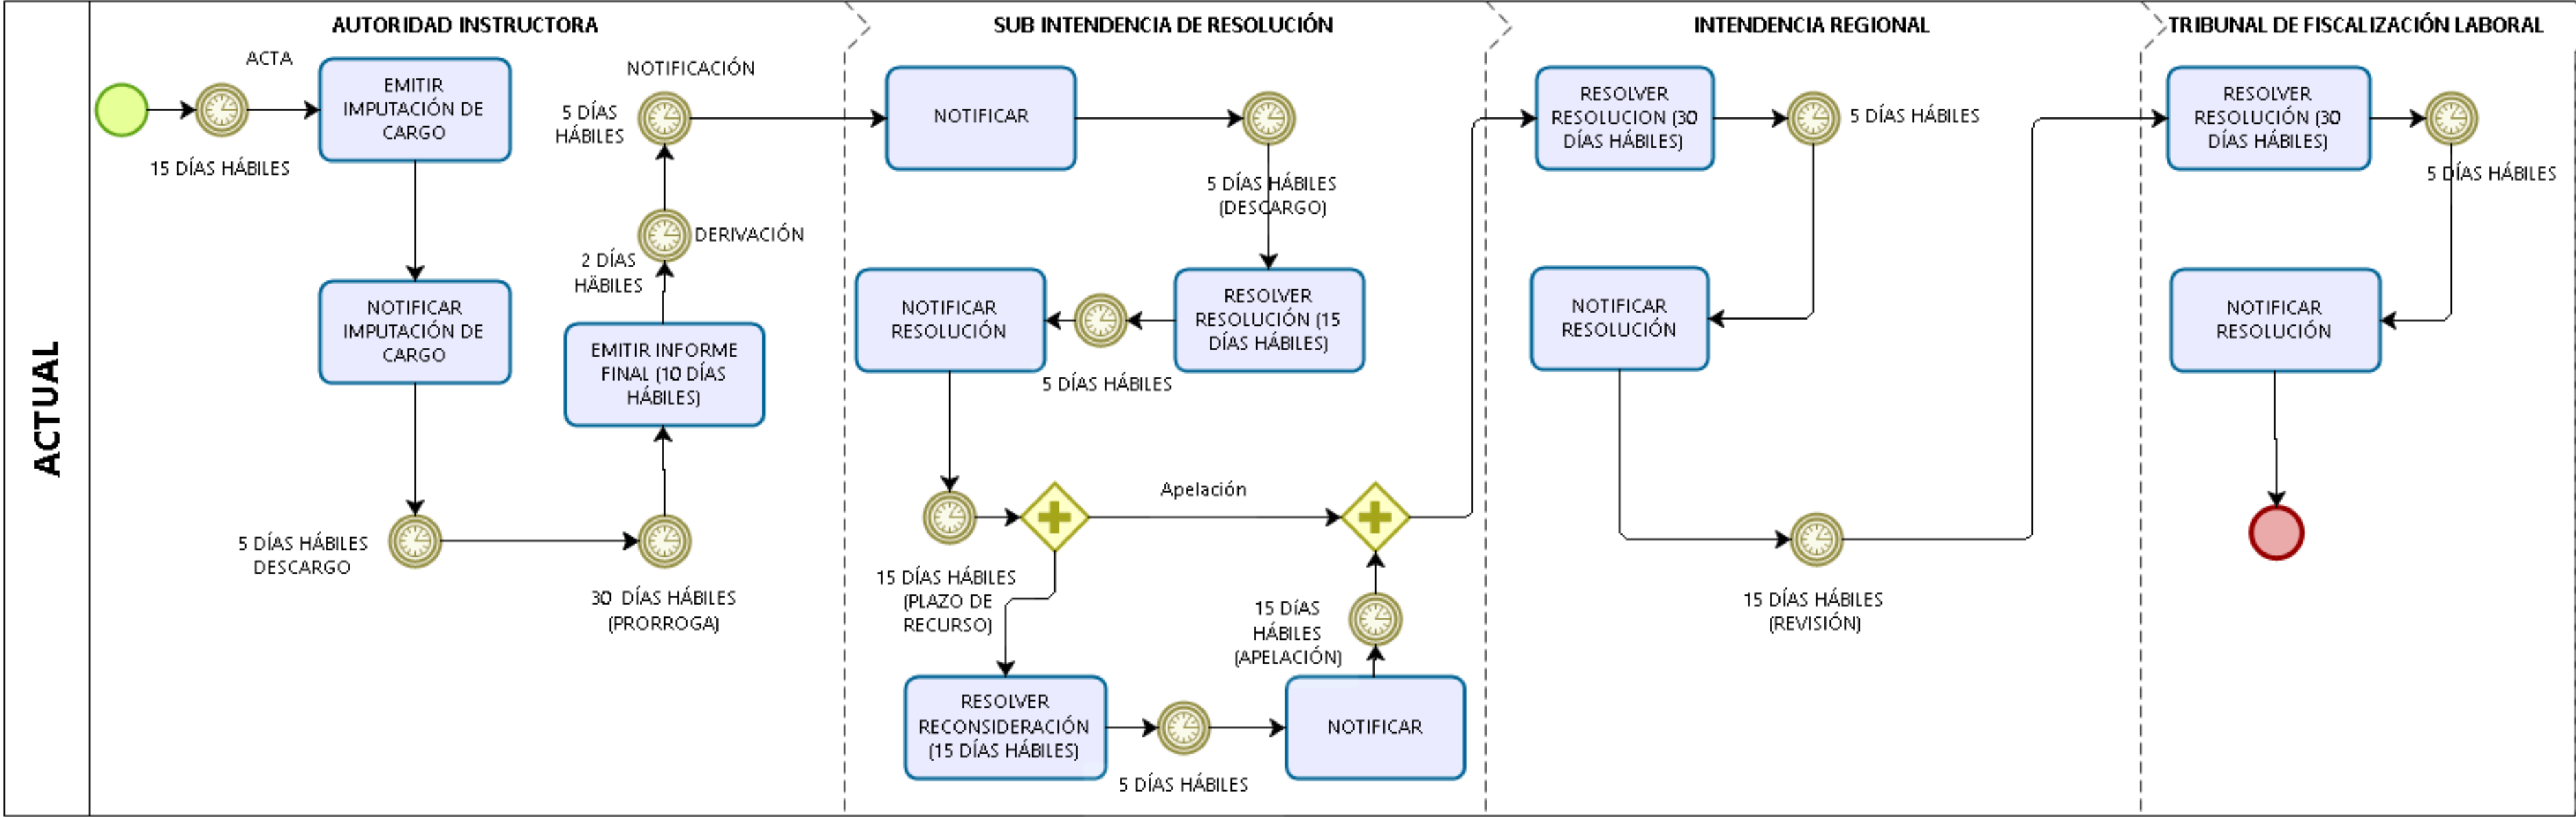 ACTUAL
AUTORIDAD INSTRUCTORA
ACTA
15 DÍAS HÁBILES
EMITIR
IMPUTACIÓN DE
CARGO
NOTIFICAR
IMPUTACIÓN DE
CARGO
5 DÍAS HÁBILES
DESCARGO
30 DÍAS HÁBILES
(PRORROGA)
EMITIR INFORME
FINAL (10 DÍAS
HÁBILES)
2 DÍAS
HÄBILES
DERIVACIÓN
5 DÍAS
HÁBILES
NOTIFICACIÓN
SUB INTENDENCIA DE RESOLUCIÓN
NOTIFICAR
5 DÍAS HÁBILES
(DESCARGO)
RESOLVER
RESOLUCIÓN (15
DÍAS HÁBILES)
5 DÍAS HÁBILES
NOTIFICAR
RESOLUCIÓN
15 DÍAS HÁBILES
(PLAZO DE
RECURSO)
Apelación
RESOLVER
RECONSIDERACIÓN
(15 DÍAS HÁBILES)
5 DÍAS HÁBILES
NOTIFICAR
15 DÍAS
HÁBILES
(APELACIÓN)
INTENDENCIA REGIONAL
RESOLVER
RESOLUCION (30
DÍAS HÁBILES)
5 DÍAS HÁBILES
NOTIFICAR
RESOLUCIÓN
15 DÍAS HÁBILES
(REVISIÓN)
TRIBUNAL DE FISCALIZACIÓN LABORAL
RESOLVER
RESOLUCIÓN (30
DÍAS HÁBILES)
5 DÍAS HÁBILES
NOTIFICAR
RESOLUCIÓN